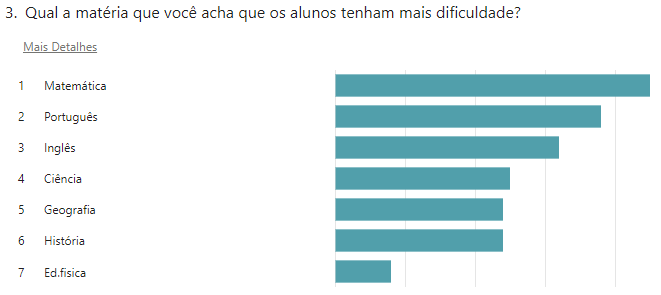 3. Qual a matéria que você acha que os alunos tenham mais dificuldade?
Mais Detalhes
1 Matemática
2 Português
3 Inglês
4 Ciência
5 Geografia
6 História
7 Ed.fisica